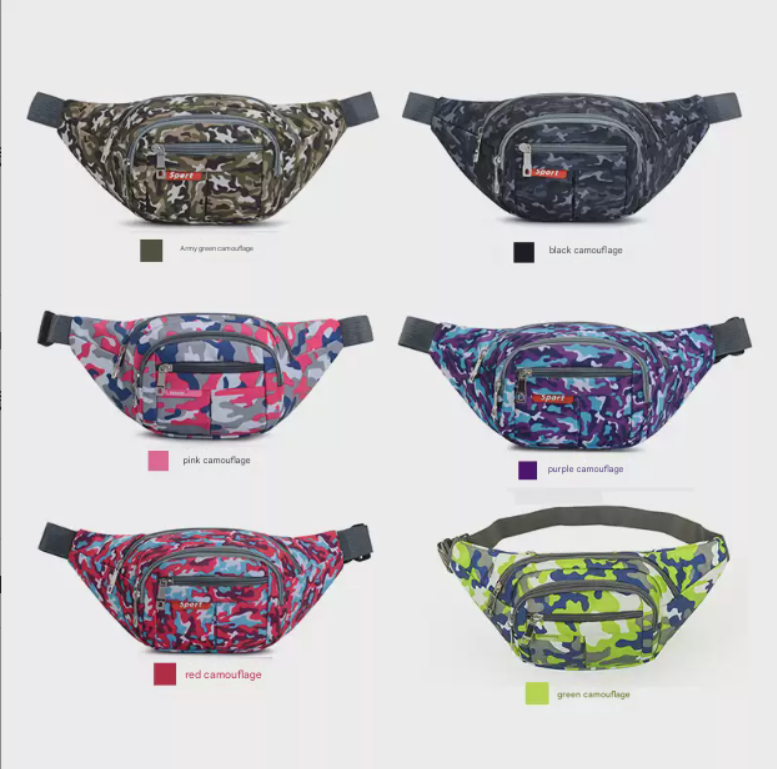 Sport
Sport
Army green camouflage
black camouflage
Sport
pink camouflage
purple camouflage
Sport
red camouflage
green camouflage